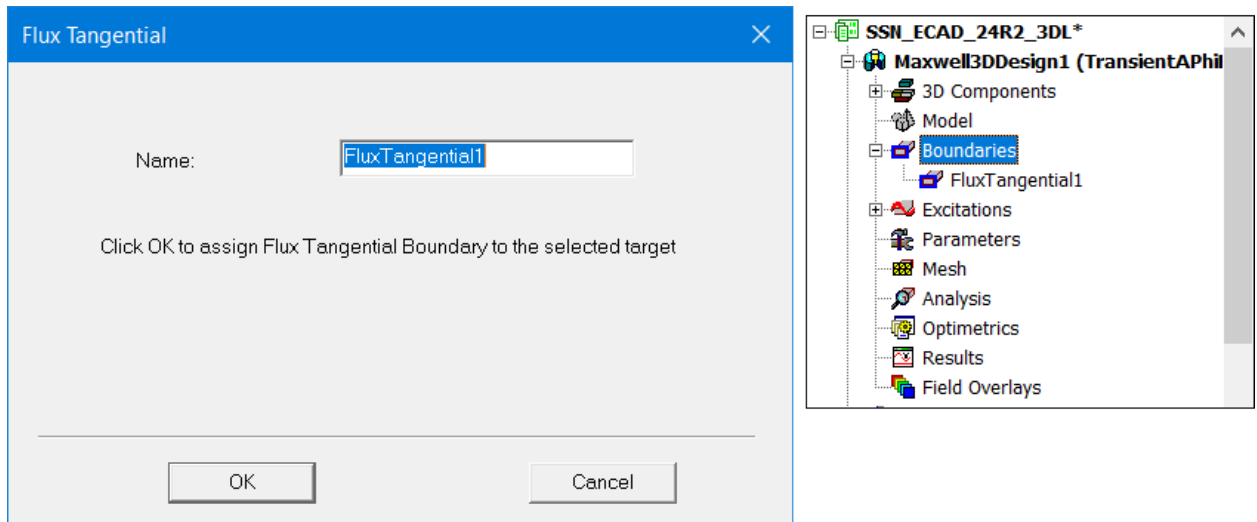 Flux Tangential
Name:
FluxTangential1
Click OK to assign Flux Tangential Boundary to the selected target
OK
Cancel
SSN_ECAD_24R2_3DL*
Maxwell3DDesign1 (TransientAPhi
3D Components
Model
Boundaries
FluxTangential1
Excitations
Parameters
Mesh
Analysis
Optimetrics
Results
Field Overlays